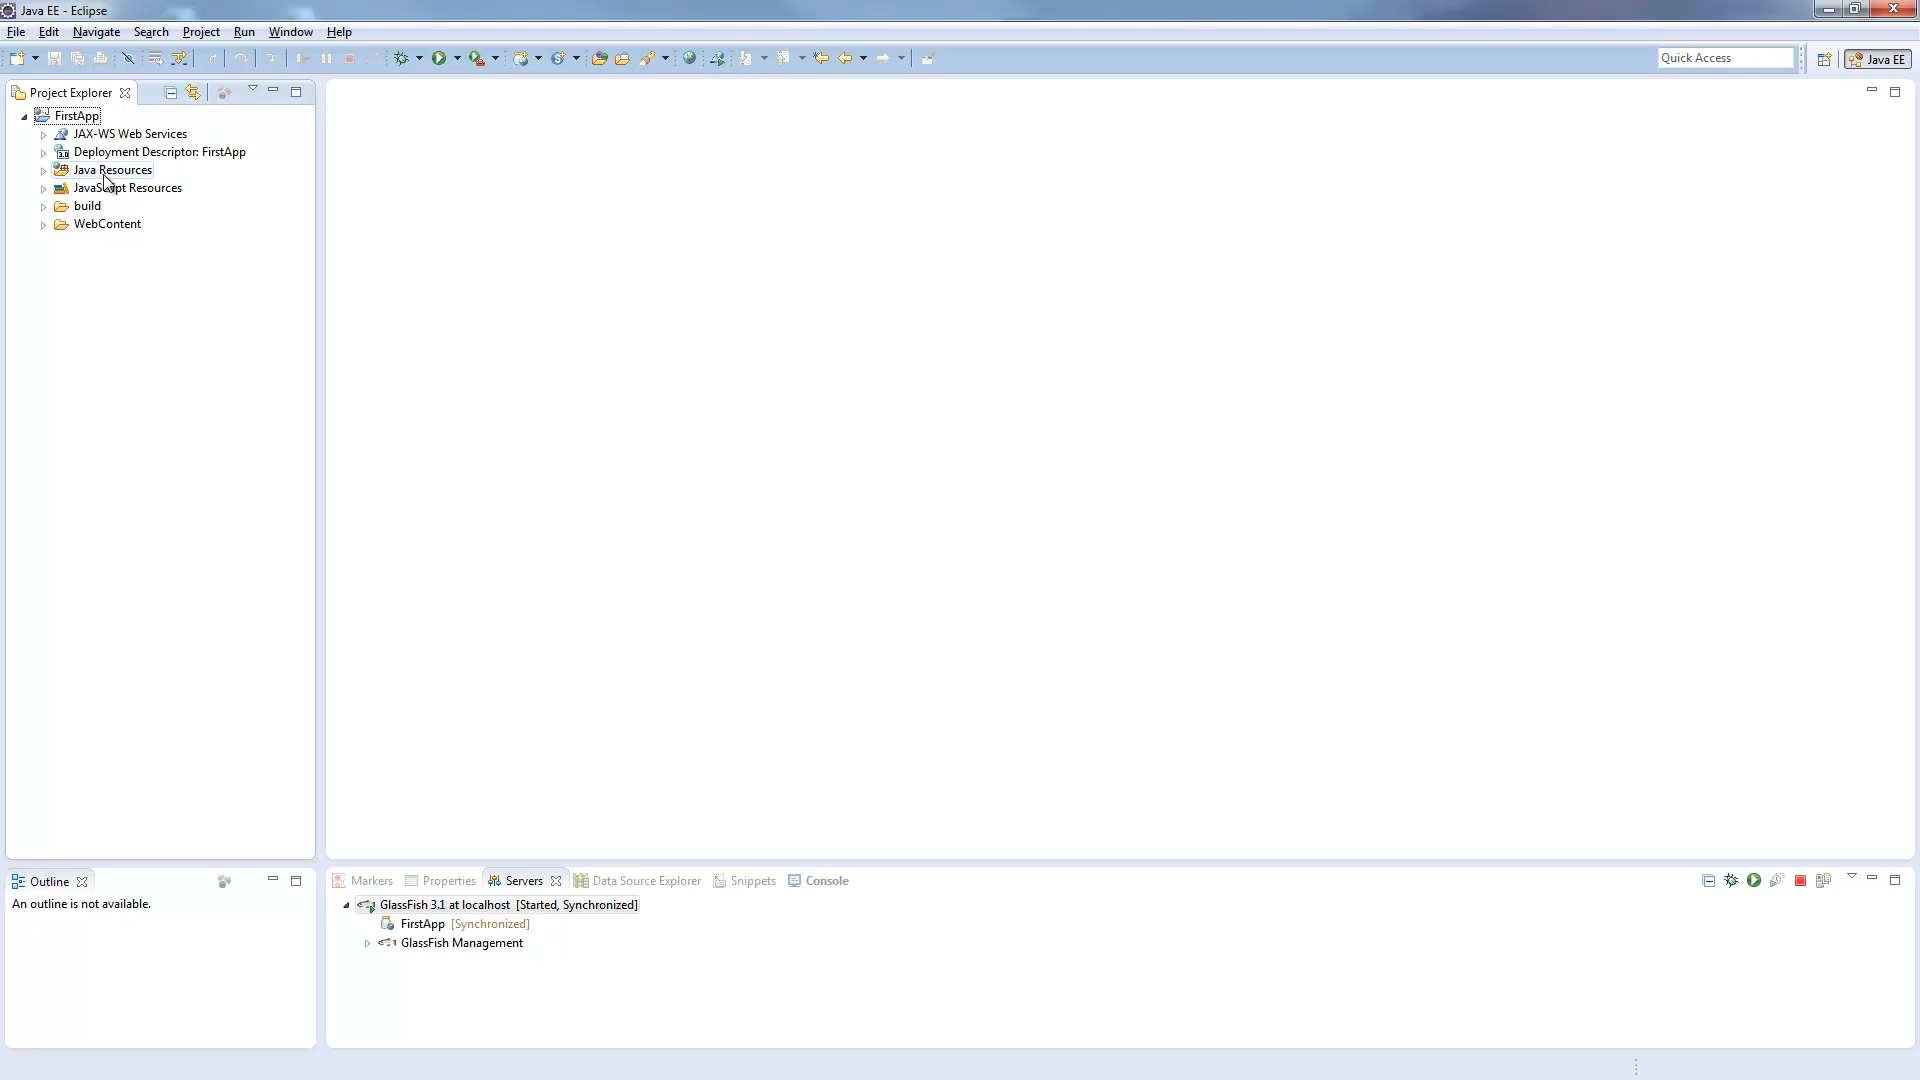 Java EE - Eclipse
File Edit Navigate Search Project Run Window Help
Quick Access
Java EE
Project Explorer
FirstApp
JAX-WS Web Services
Deployment Descriptor: FirstApp
Java Resources
JavaScript Resources
build
WebContent
Outline
An outline is not available.
Markers Properties Servers Data Source Explorer Snippets Console
GlassFish 3.1 at localhost [Started, Synchronized]
FirstApp [Synchronized]
GlassFish Management